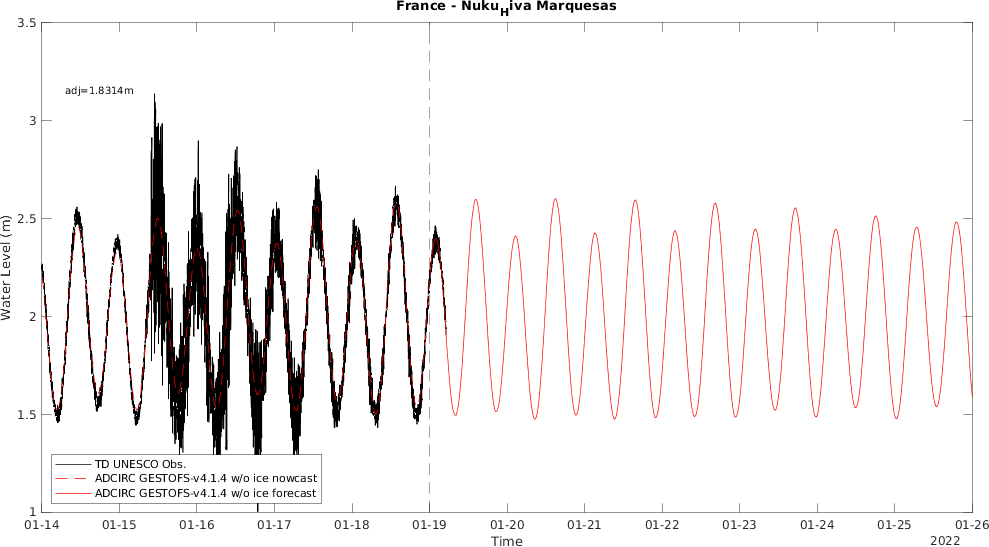 France - Nuku_Hiva Marquesas
adj=1.8314m
3.5
3
2.5
2
1.5
1
Water Level (m)
TD UNESCO Obs.
ADCIRC GESTOFS-v4.1.4 w/o ice nowcast
ADCIRC GESTOFS-v4.1.4 w/o ice forecast
01-14 01-15 01-16 01-17 01-18 01-19 01-20 01-21 01-22 01-23 01-24 01-25 01-26
Time
2022